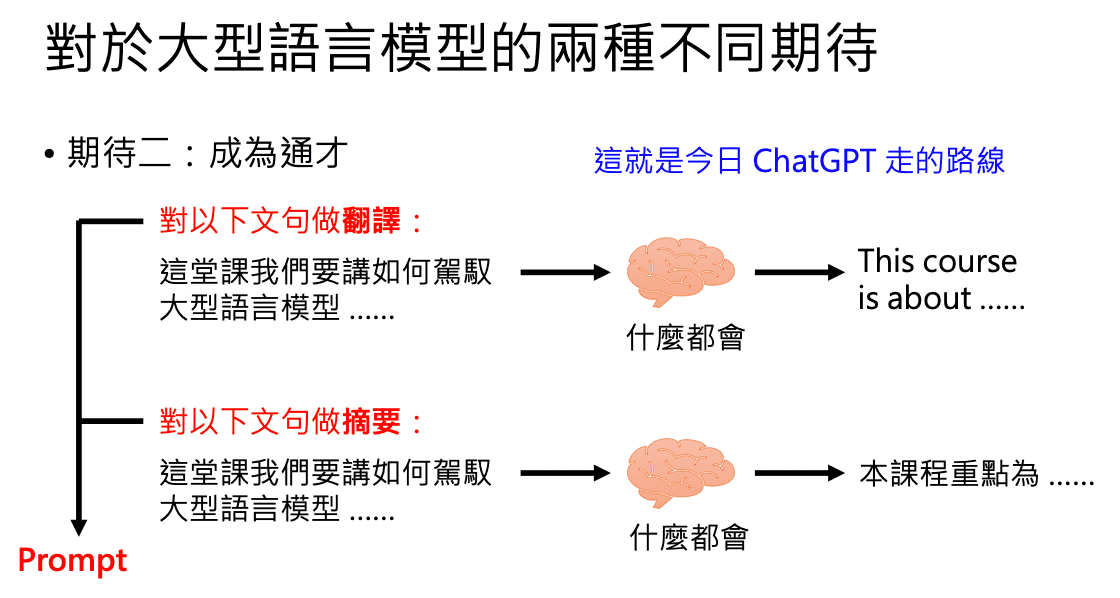 對於大型語言模型的兩種不同期待
• 期待二：成為通才
這就是今日 ChatGPT 走的路線
對以下文句做翻譯：
這堂課我們要講如何駕馭
大型語言模型 ……
什麼都會
This course
is about ……
對以下文句做摘要：
這堂課我們要講如何駕馭
大型語言模型 ……
什麼都會
本課程重點為 ……
Prompt